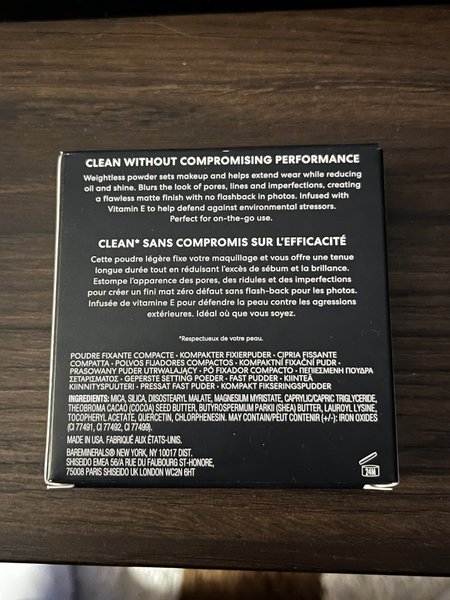 CLEAN WITHOUT COMPROMISING PERFORMANCE
Weightless powder sets makeup and helps extend wear while reducing
oil and shine. Blurs the look of pores, lines and imperfections, creating
a flawless matte finish with no flashback in photos. Infused with
Vitamin E to help defend against environmental stressors.
Perfect for on-the-go use.
CLEAN* SANS COMPROMIS SUR L'EFFICACITÉ
Cette poudre légère fixe votre maquillage et vous offre une tenue
longue durée tout en réduisant l'excès de sébum et la brillance.
Estompe l'apparence des pores, des ridules et des imperfections
pour créer un fini mat zéro défaut sans flash-back pour les photos.
Infusée de vitamine E pour défendre la peau contre les agressions
extérieures. Idéal où que vous soyez.
*Respectueux de votre peau.
POUDRE FIXANTE COMPACTE • KOMPAKTER FIXIERPUDER • CIPRIA FISSANTE
COMPATTA • POLVOS FIJADORES COMPACTOS • KOMPAKTNÍ FIXAČNÍ PUDR •
PRASOWANY PUDER UTRWALAJĄCY • PÓ FIXADOR COMPACTO • ΠΕΠΙΕΣΜΕΝΗ ΠΟΥΔΡΑ
ΣΕΤΑΡΙΣΜΑΤΟΣ • GEPERSTE SETTING POEDER • FAST PUDDER • KIINTEÄ
KIINNITYSPUUTERI • PRESSAT FAST PUDER • KOMPAKT FIKSERINGSPUDDER
INGREDIENTS: MICA, SILICA, DIISOSTEARYL MALATE, MAGNESIUM MYRISTATE, CAPRYLIC/CAPRIC TRIGLYCERIDE,
THEOBROMA CACAO (COCOA) SEED BUTTER, BUTYROSPERMUM PARKII (SHEA) BUTTER, LAUROYL LYSINE,
TOCOPHERYL ACETATE, QUERCETIN, CHLORPHENESIN. MAY CONTAIN/PEUT CONTENIR (+/-): IRON OXIDES
(CI 77491, CI 77492, CI 77499).
MADE IN USA. FABRIQUÉ AUX ÉTATS-UNIS.
BAREMINERALS® NEW YORK, NY 10017 DIST.
SHISEIDO EMEA 56/A RUE DU FAUBOURG ST-HONORE,
75008 PARIS SHISEIDO UK LONDON WC2N 6HT
24M